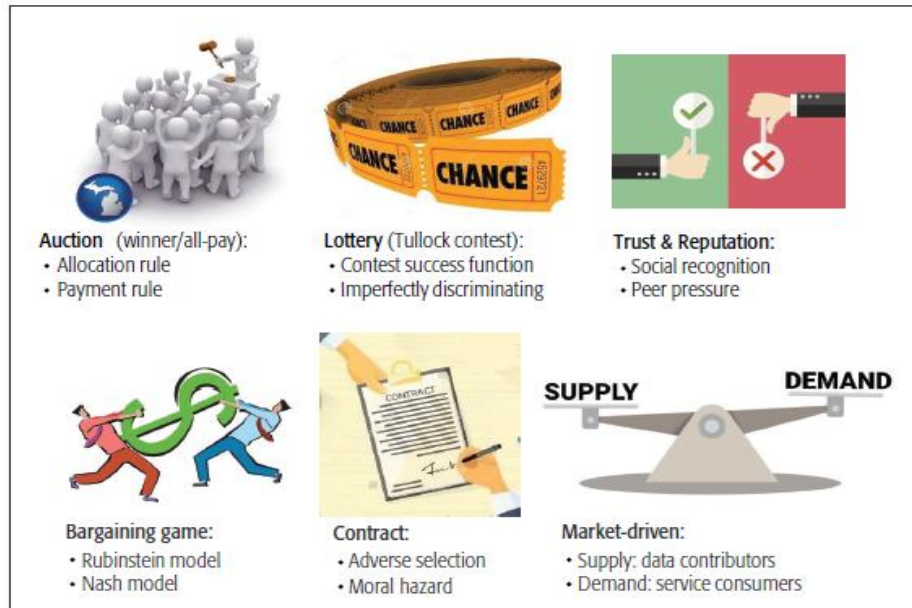 CHANCE CHANCE CHANCE CHANCE
CHANCE CHANCE 4629721
Auction (winner/all-pay):
• Allocation rule
• Payment rule
Lottery (Tullock contest):
• Contest success function
• Imperfectly discriminating
Trust & Reputation:
• Social recognition
• Peer pressure
CONTRACT
SUPPLY
DEMAND
Bargaining game:
• Rubinstein model
• Nash model
Contract:
• Adverse selection
• Moral hazard
Market-driven:
• Supply: data contributors
• Demand: service consumers